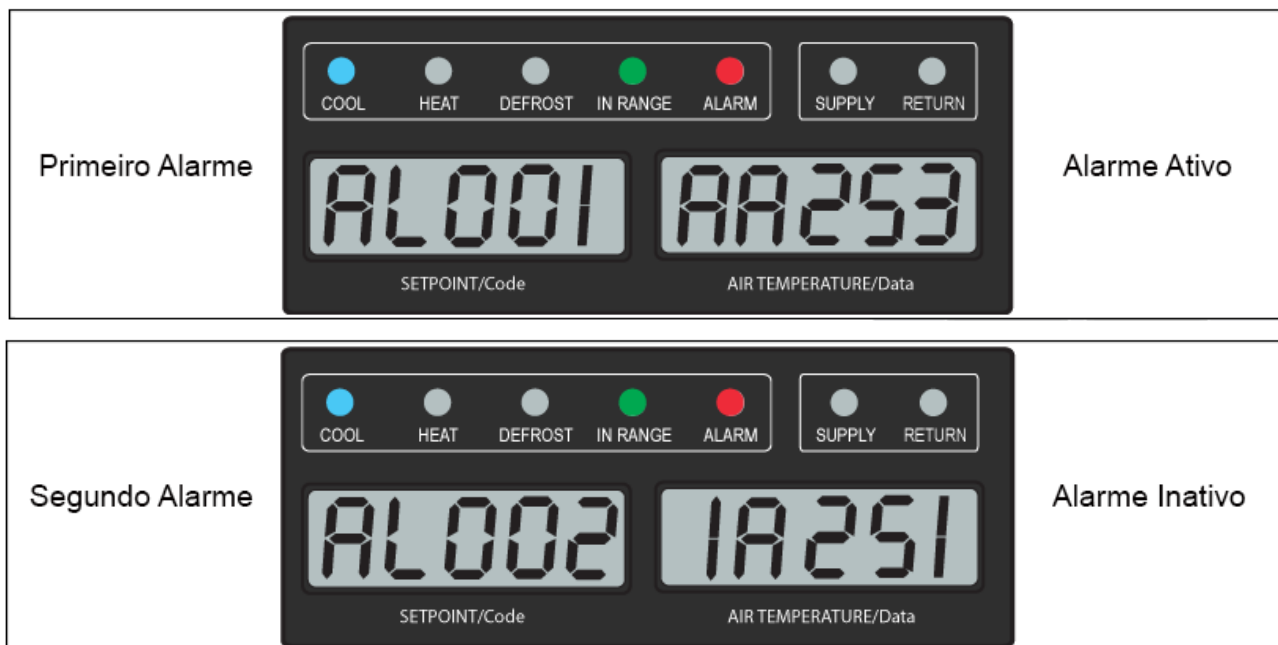 COOL HEAT DEFROST IN RANGE ALARM SUPPLY RETURN
Primeiro Alarme AL001 AA253 Alarme Ativo
SETPOINT/Code AIR TEMPERATURE/Data
COOL HEAT DEFROST IN RANGE ALARM SUPPLY RETURN
Segundo Alarme AL002 IA251 Alarme Inativo
SETPOINT/Code AIR TEMPERATURE/Data